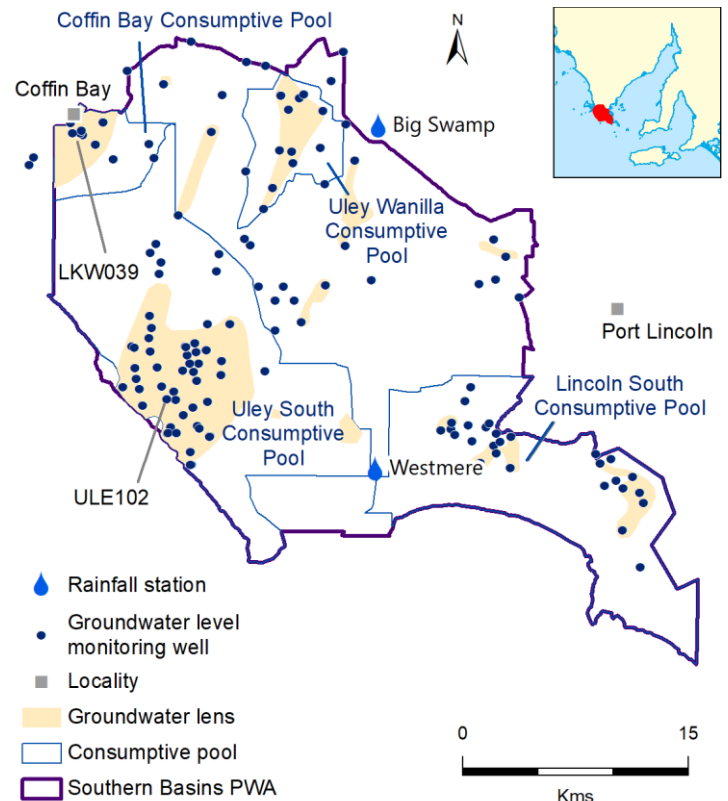 Coffin Bay Consumptive Pool
N
Coffin Bay
Big Swamp
Uley Wanilla
Consumptive
Pool
LKW039
Port Lincoln
Lincoln South
Consumptive Pool
Uley South
Consumptive
Pool
Westmere
ULE102
Rainfall station
Groundwater level
monitoring well
Locality
Groundwater lens
Consumptive pool
Southern Basins PWA
0
15
Kms